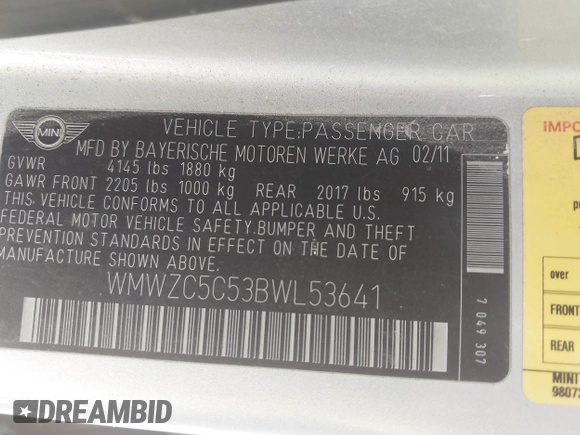 MINI
VEHICLE TYPE:PASSENGER CAR
MFD BY BAYERISCHE MOTOREN WERKE AG 02/11
GVWR 4145 lbs 1880 kg
GAWR FRONT 2205 lbs 1000 kg REAR 2017 lbs 915 kg
THIS VEHICLE CONFORMS TO ALL APPLICABLE U.S.
FEDERAL MOTOR VEHICLE SAFETY,BUMPER AND THEFT
PREVENTION STANDARDS IN EFFECT ON THE DATE
OF MANUFACTURE SHOWN ABOVE.
WMWZC5C53BWL53641
7 049 307
over
FRONT
REAR
MINI
DREAMBID